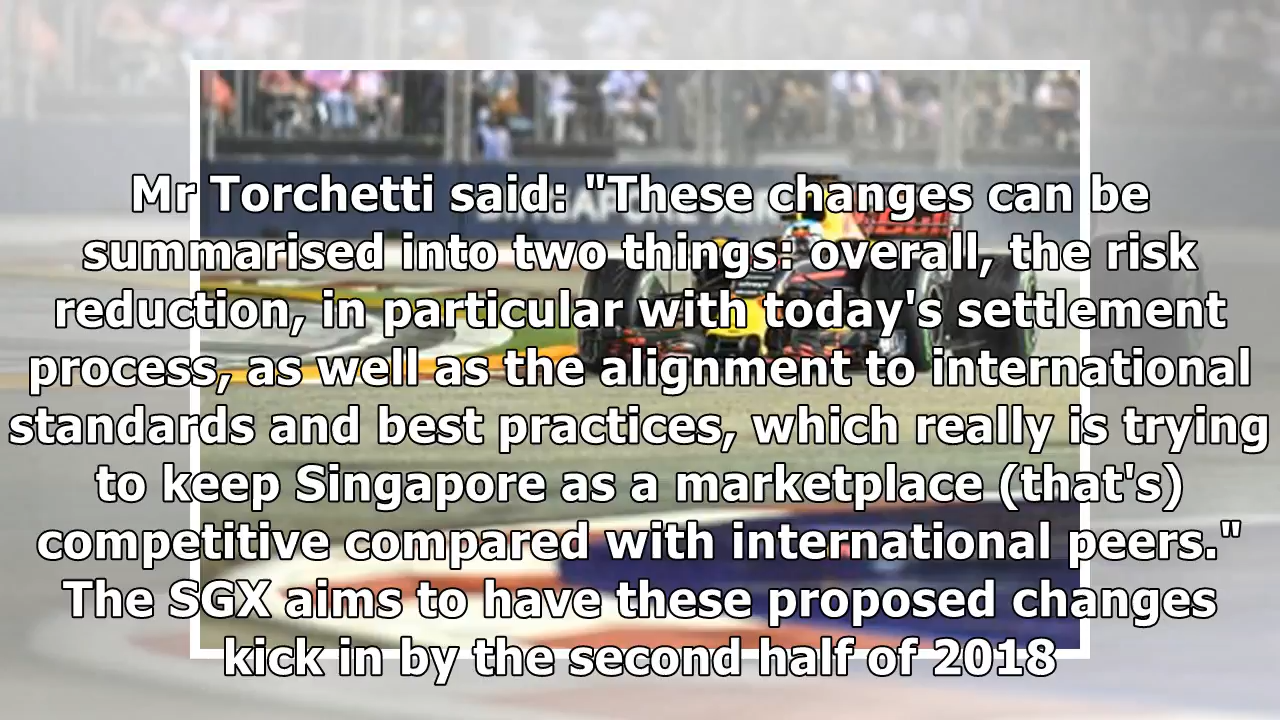 Mr Torchetti said: "These changes can be
summarised into two things: overall, the risk
reduction, in particular with today's settlement
process, as well as the alignment to international
standards and best practices, which really is trying
to keep Singapore as a marketplace (that's)
competitive compared with international peers."
The SGX aims to have these proposed changes
kick in by the second half of 2018